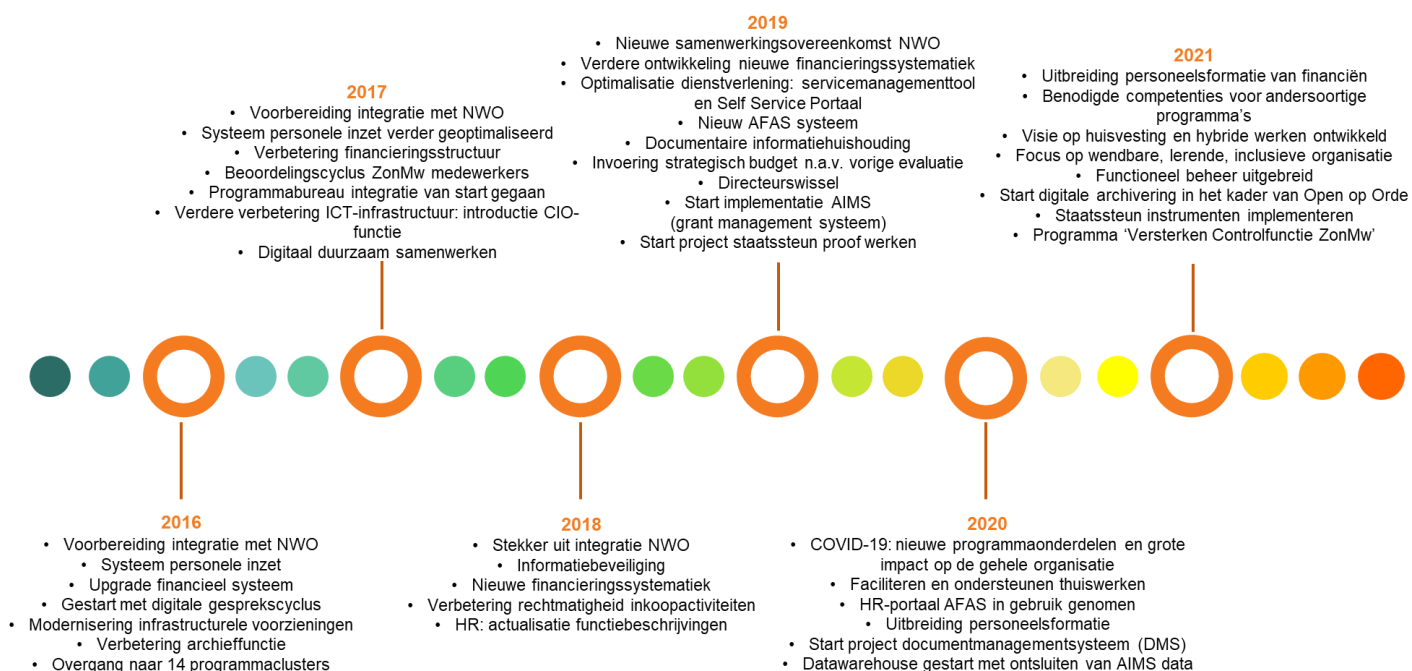 2016
• Voorbereiding integratie met NWO
• Systeem personele inzet
• Upgrade financieel systeem
• Gestart met digitale gesprekscyclus
• Modernisering infrastructurele voorzieningen
• Verbetering archieffunctie
• Overgang naar 14 programmaclusters
2017
• Voorbereiding integratie met NWO
• Systeem personele inzet verder geoptimaliseerd
• Verbetering financieringsstructuur
• Beoordelingscyclus ZonMw medewerkers
• Programmabureau integratie van start gegaan
• Verdere verbetering ICT-infrastructuur: introductie CIO-
functie
• Digitaal duurzaam samenwerken
2018
• Stekker uit integratie NWO
• Informatiebeveiliging
• Nieuwe financieringssystematiek
• Verbetering rechtmatigheid inkoopactiviteiten
• HR: actualisatie functiebeschrijvingen
2019
• Nieuwe samenwerkingsovereenkomst NWO
• Verdere ontwikkeling nieuwe financieringssystematiek
• Optimalisatie dienstverlening: servicemanagementtool
en Self Service Portaal
• Nieuw AFAS systeem
• Documentaire informatiehuishouding
• Invoering strategisch budget n.a.v. vorige evaluatie
• Directeurswissel
• Start implementatie AIMS
(grant management systeem)
• Start project staatssteun proof werken
2020
• COVID-19: nieuwe programmaonderdelen en grote
impact op de gehele organisatie
• Faciliteren en ondersteunen thuiswerken
• HR-portaal AFAS in gebruik genomen
• Uitbreiding personeelsformatie
• Start project documentmanagementsysteem (DMS)
• Datawarehouse gestart met ontsluiten van AIMS data
2021
• Uitbreiding personeelsformatie van financiën
• Benodigde competenties voor andersoortige
programma's
• Visie op huisvesting en hybride werken ontwikkeld
• Focus op wendbare, lerende, inclusieve organisatie
• Functioneel beheer uitgebreid
• Start digitale archivering in het kader van Open op Orde
• Staatssteun instrumenten implementeren
• Programma ‘Versterken Controlfunctie ZonMw’